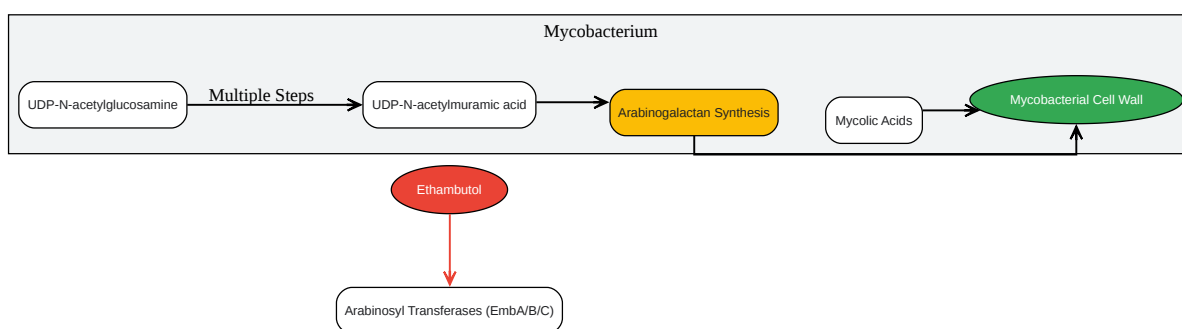 Mycobacterium
UDP-N-acetylglucosamine
Multiple Steps
UDP-N-acetylmuramic acid
Arabinogalactan Synthesis
Mycolic Acids
Mycobacterial Cell Wall
Ethambutol
Arabinosyl Transferases (EmbA/B/C)